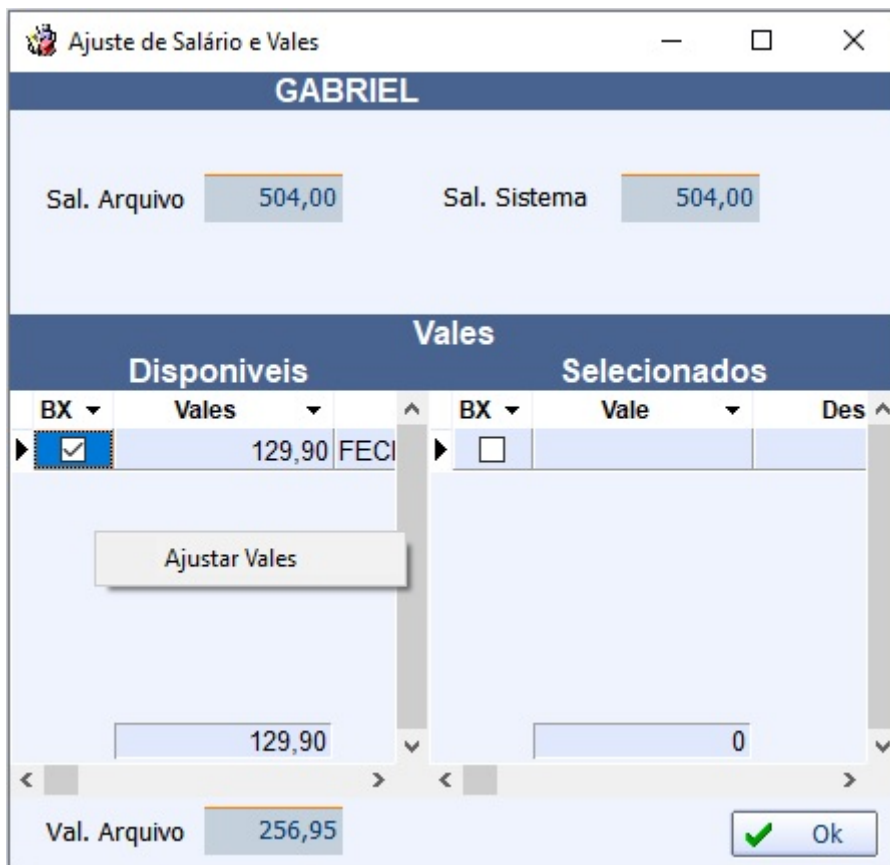 Ajuste de Salário e Vales
GABRIEL
Sal. Arquivo 504,00 Sal. Sistema 504,00
Vales
Disponiveis Selecionados
BX Vales BX Vale Des
129,90 FECI
Ajustar Vales
129,90 0
Val. Arquivo 256,95 Ok